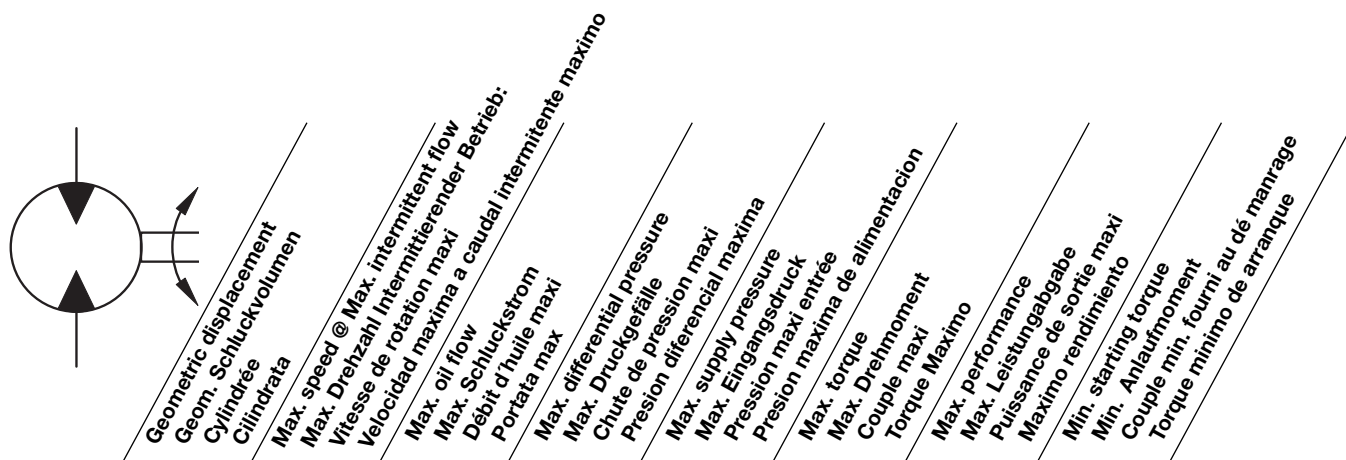 Geometric displacement
Geom. Schluckvolumen
Cylindrée
Cilindrata
Max. speed @ Max. intermittent flow
Max. Drehzahl Intermittierender Betrieb:
Vitesse de rotation maxi
Velocidad maxima a caudal intermitente maximo
Max. oil flow
Max. Schluckstrom
Débit d'huile maxi
Portata max
Max. differential pressure
Max. Druckgefälle
Chute de pression maxi
Presion diferencial maxima
Max. supply pressure
Max. Eingangsdruck
Pression maxi entrée
Presion maxima de alimentacion
Max. torque
Max. Drehmoment
Couple maxi
Torque Maximo
Max. performance
Max. Leistungabgabe
Puissance de sortie maxi
Maximo rendimiento
Min. starting torque
Min. Anlaufmoment
Couple min. fourni au dé manrage
Torque minimo de arranque